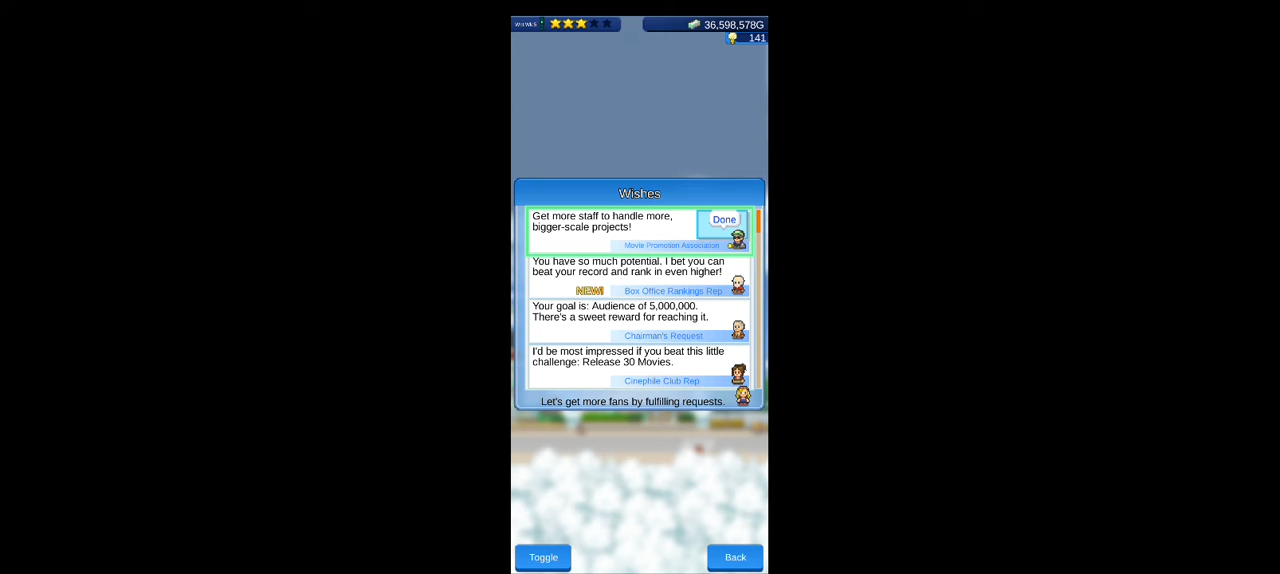 36,598,578G
141
Wishes
Get more staff to handle more,
bigger-scale projects!
Done
Movie Promotion Association
You have so much potential. I bet you can
beat your record and rank in even higher!
NEW!
Box Office Rankings Rep
Your goal is: Audience of 5,000,000.
There's a sweet reward for reaching it.
Chairman's Request
I'd be most impressed if you beat this little
challenge: Release 30 Movies.
Cinephile Club Rep
Let's get more fans by fulfilling requests.
Toggle
Back